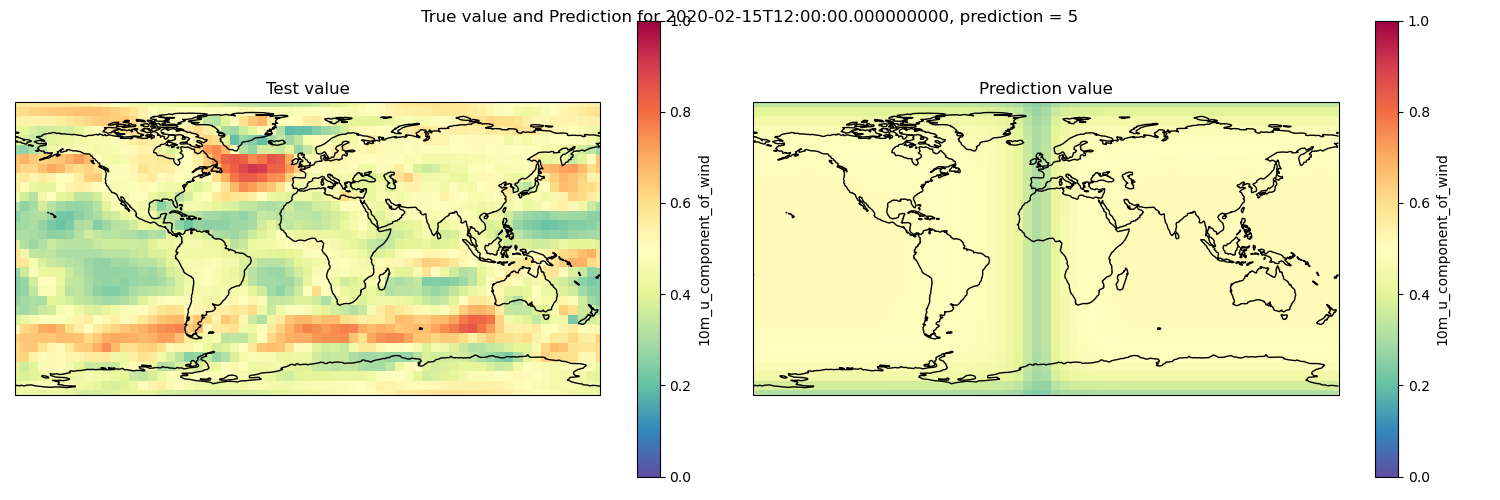 True value and Prediction for 2020-02-15T12:00:00.000000000, prediction = 5
Test value
1.0
0.8
0.6
0.4
0.2
0.0
10m_u_component_of_wind
Prediction value
1.0
0.8
0.6
0.4
0.2
0.0
10m_u_component_of_wind